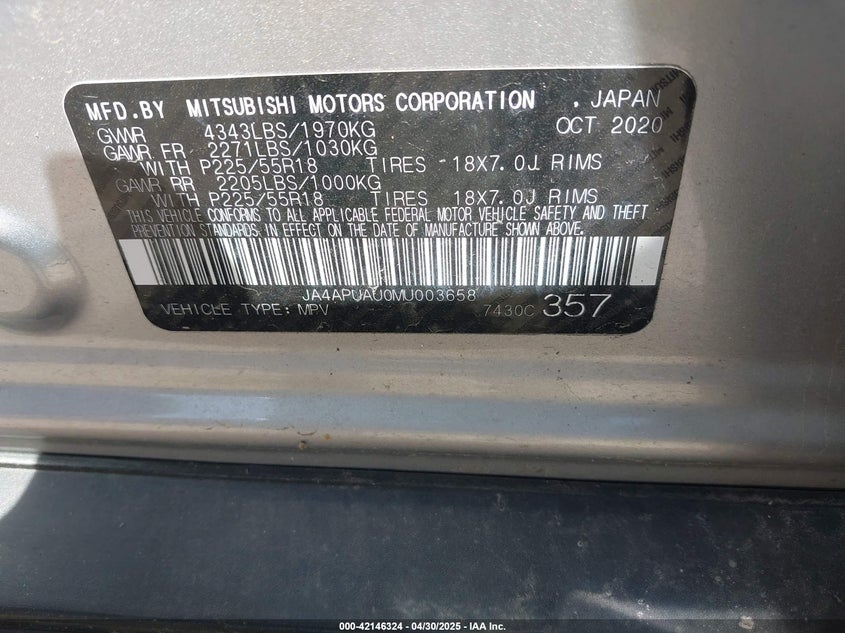 MFD.BY MITSUBISHI MOTORS CORPORATION . JAPAN
GVWR 4343LBS/1970KG OCT 2020
GAWR FR 2271LBS/1030KG
WITH P225/55R18 TIRES 18X7.0J RIMS
GAWR RR 2205LBS/1000KG
WITH P225/55R18 TIRES 18X7.0J RIMS
THIS VEHICLE CONFORMS TO ALL APPLICABLE FEDERAL MOTOR VEHICLE SAFETY AND THEFT
PREVENTION STANDARDS IN EFFECT ON THE DATE OF MANUFACTURE SHOWN ABOVE.
JA4APUAU0MU003658
VEHICLE TYPE: MPV 7430C 357
000-42146324 - 04/30/2025 - IAA Inc.